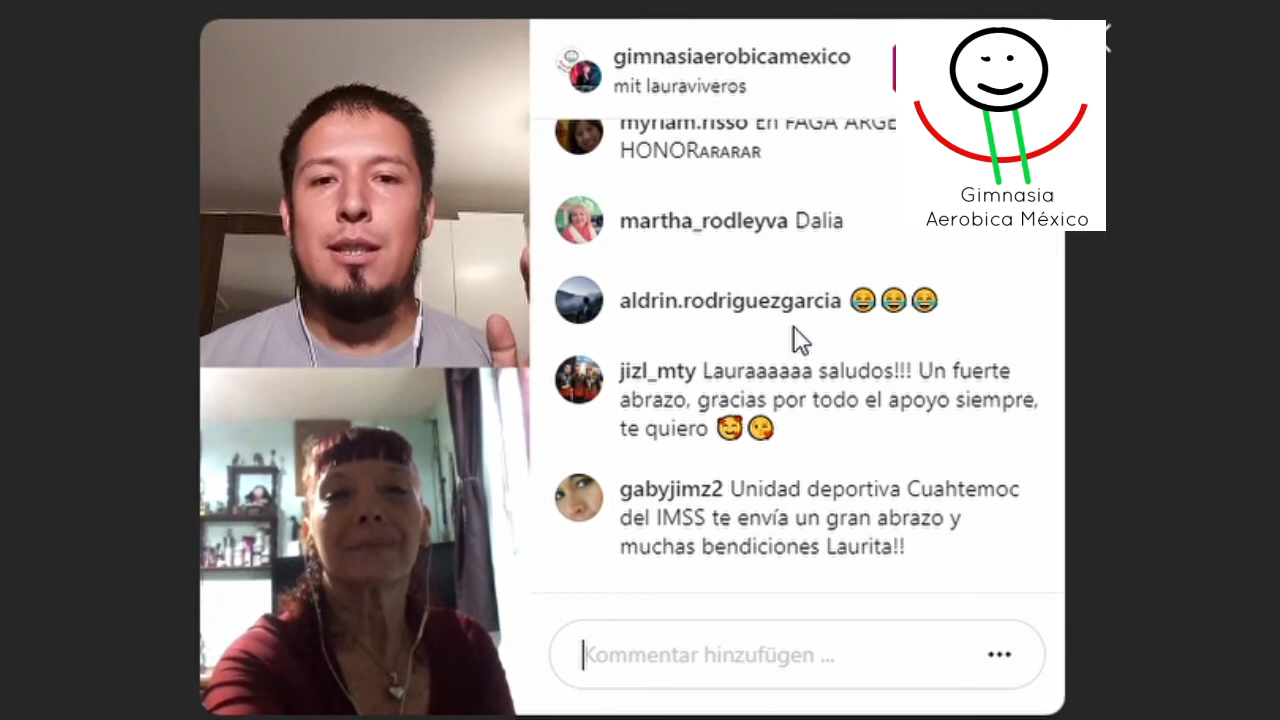 gimnasiaerobicamexico
mit lauraviveros
myriam.risso En FAGA ARGE
HONORARARAR
martha_rodleyva Dalia
aldrin.rodriguezgarcia 😂😂😂
jizl_mty Lauraaaaaa saludos!!! Un fuerte
abrazo, gracias por todo el apoyo siempre,
te quiero 🥰😘
gabyjimz2 Unidad deportiva Cuahtemoc
del IMSS te envía un gran abrazo y
muchas bendiciones Laurita!!
Kommentar hinzufügen ...
Gimnasia
Aerobica México